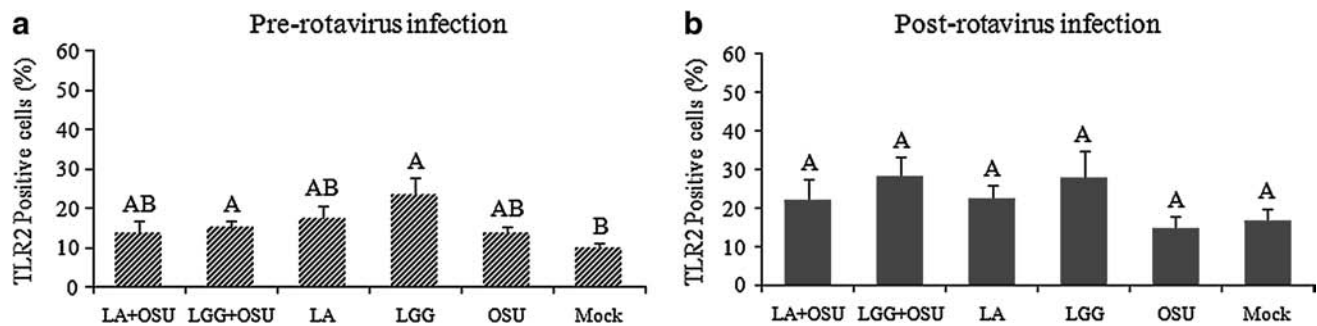 a Pre-rotavirus infection
TLR2 Positive cells (%)
60
50
40
30
20
10
0
AB A AB A AB B
LA+OSU LGG+OSU LA LGG OSU Mock
b Post-rotavirus infection
TLR2 Positive cells (%)
60
50
40
30
20
10
0
A A A A A A
LA+OSU LGG+OSU LA LGG OSU Mock